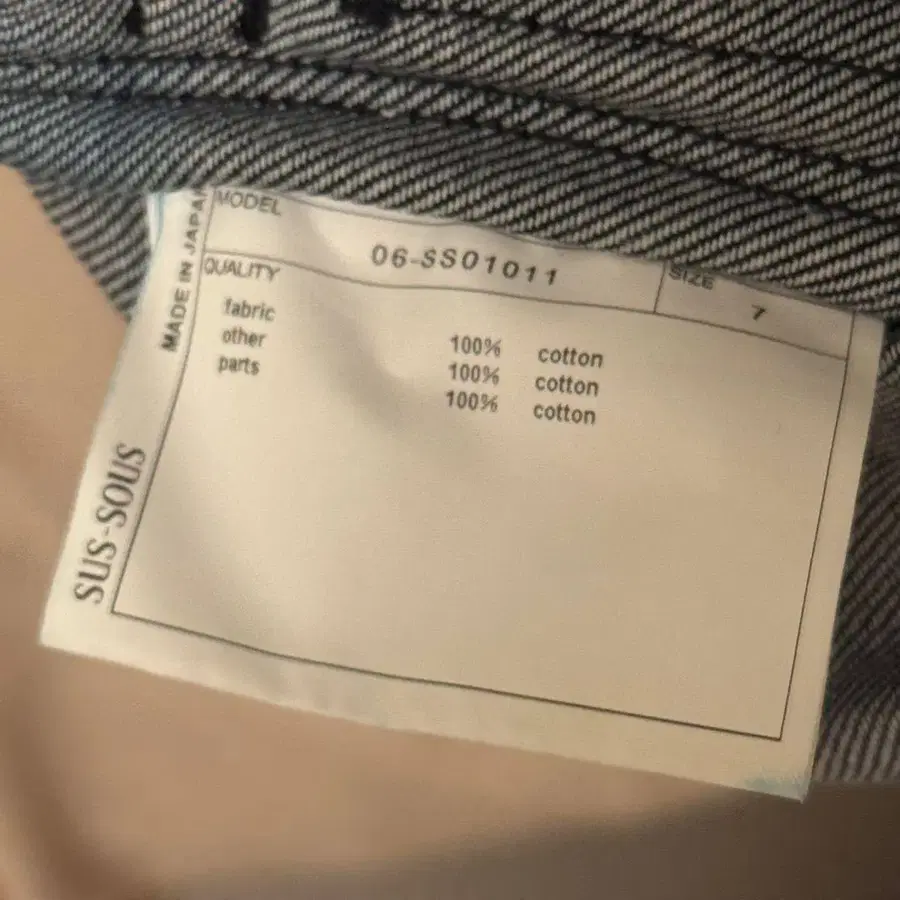 MODEL
06-SS01011
SIZE
7
QUALITY
fabric 100% cotton
other 100% cotton
parts 100% cotton
MADE IN JAPAN
SUS-SOUS